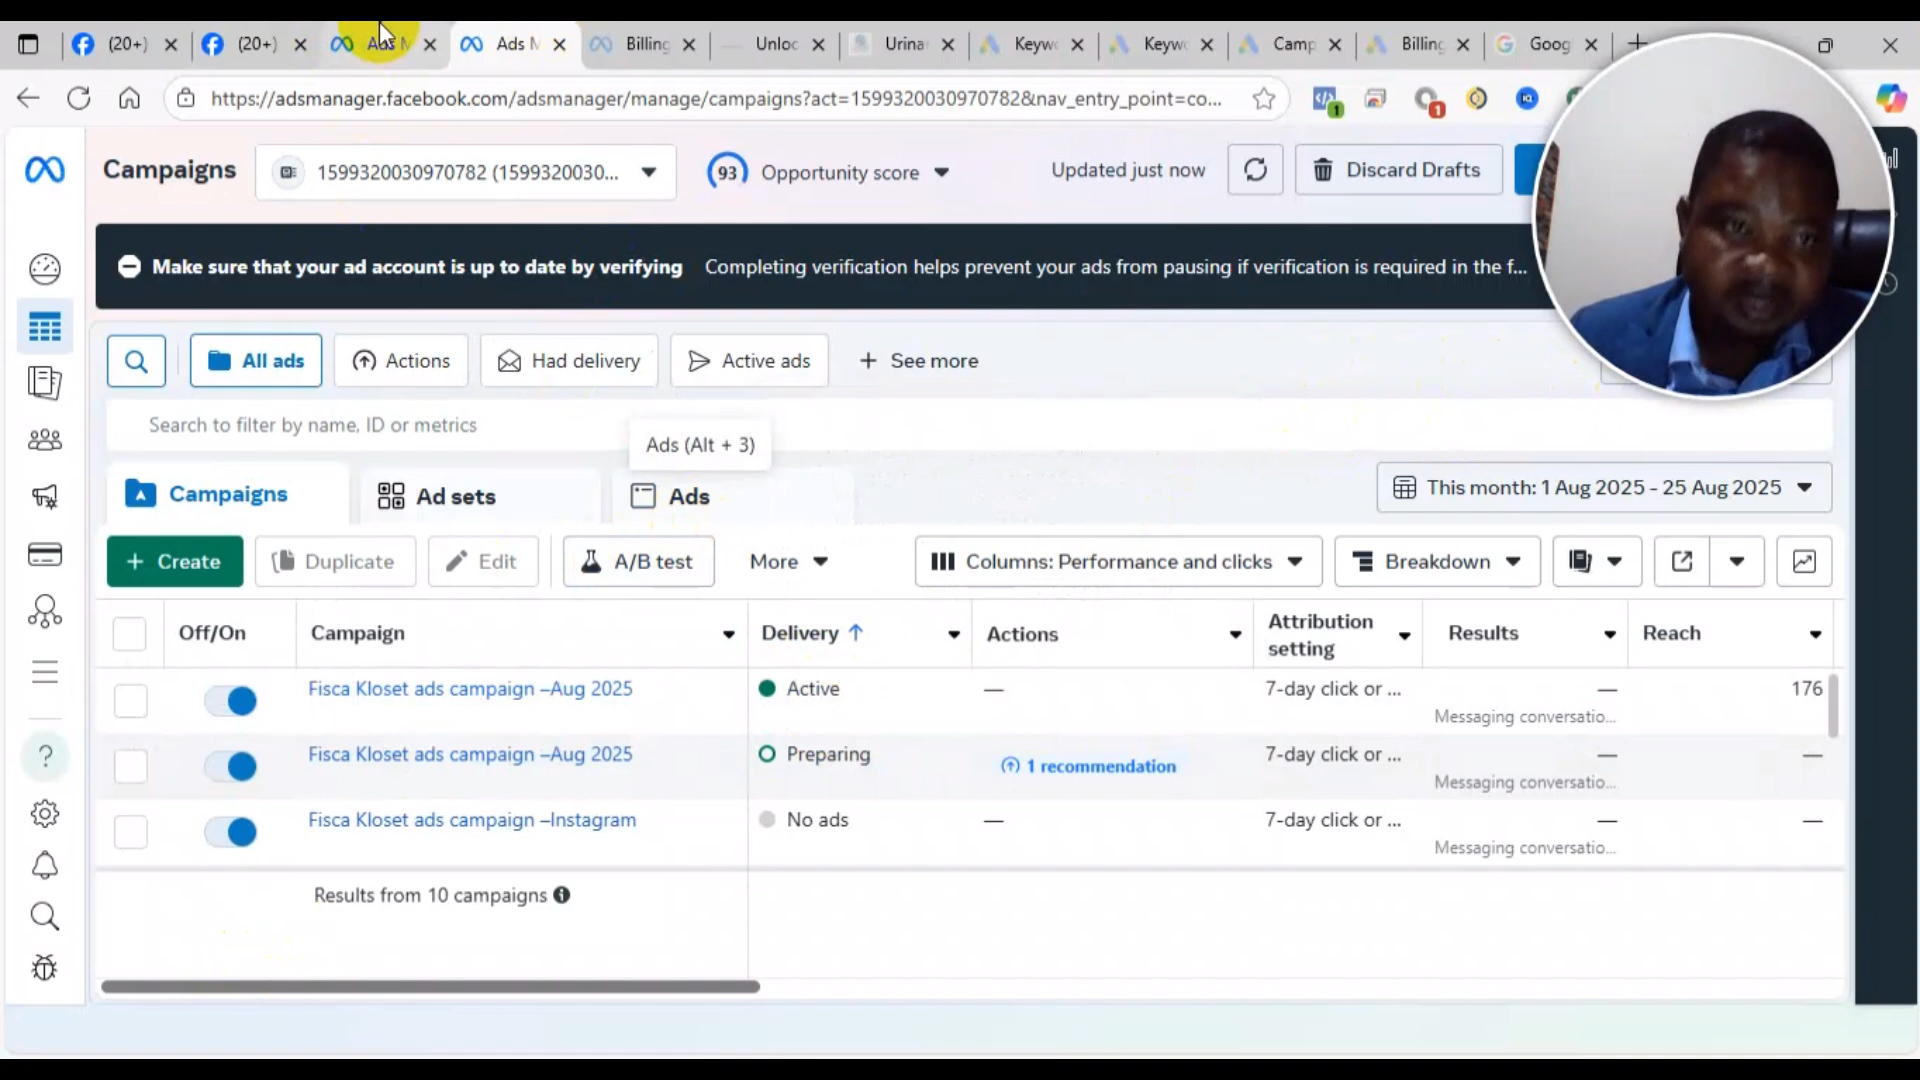 (20+)
(20+)
Ads M
Ads M
Billing
Unloc
Urina
Keywo
Keywo
Camp
Billing
Goog
https://adsmanager.facebook.com/adsmanager/manage/campaigns?act=1599320030970782&nav_entry_point=co...
1
1
Campaigns
1599320030970782 (1599320030...
93
Opportunity score
Updated just now
Discard Drafts
Make sure that your ad account is up to date by verifying
Completing verification helps prevent your ads from pausing if verification is required in the f...
All ads
Actions
Had delivery
Active ads
+ See more
Search to filter by name, ID or metrics
Ads (Alt + 3)
Campaigns
Ad sets
Ads
This month: 1 Aug 2025 - 25 Aug 2025
+ Create
Duplicate
Edit
A/B test
More
Columns: Performance and clicks
Breakdown
Off/On
Campaign
Delivery ↑
Actions
Attribution setting
Results
Reach
Fisca Kloset ads campaign –Aug 2025
Active
—
7-day click or ...
—
Messaging conversatio...
176
Fisca Kloset ads campaign –Aug 2025
Preparing
1 recommendation
7-day click or ...
—
Messaging conversatio...
—
Fisca Kloset ads campaign –Instagram
No ads
—
7-day click or ...
—
Messaging conversatio...
—
Results from 10 campaigns